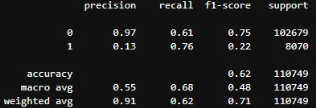 precision recall f1-score support
0 0.97 0.61 0.75 102679
1 0.13 0.76 0.22 8070
accuracy 0.62 110749
macro avg 0.55 0.68 0.48 110749
weighted avg 0.91 0.62 0.71 110749